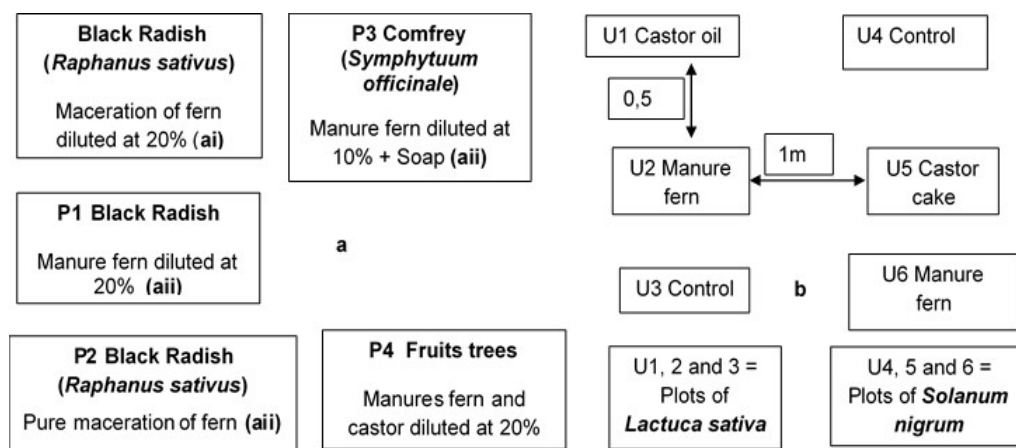 Black Radish
(Raphanus sativus)
Maceration of fern
diluted at 20% (ai)
P1 Black Radish
Manure fern diluted at
20% (aii)
P2 Black Radish
(Raphanus sativus)
Pure maceration of fern (aii)
P3 Comfrey
(Symphytuum
officinale)
Manure fern diluted at
10% + Soap (aii)
a
P4 Fruits trees
Manures fern and
castor diluted at 20%
U1 Castor oil
0,5
U2 Manure
fern
1m
U3 Control
b
U1, 2 and 3 =
Plots of
Lactuca sativa
U4 Control
U5 Castor
cake
U6 Manure
fern
U4, 5 and 6 =
Plots of Solanum
nigrum